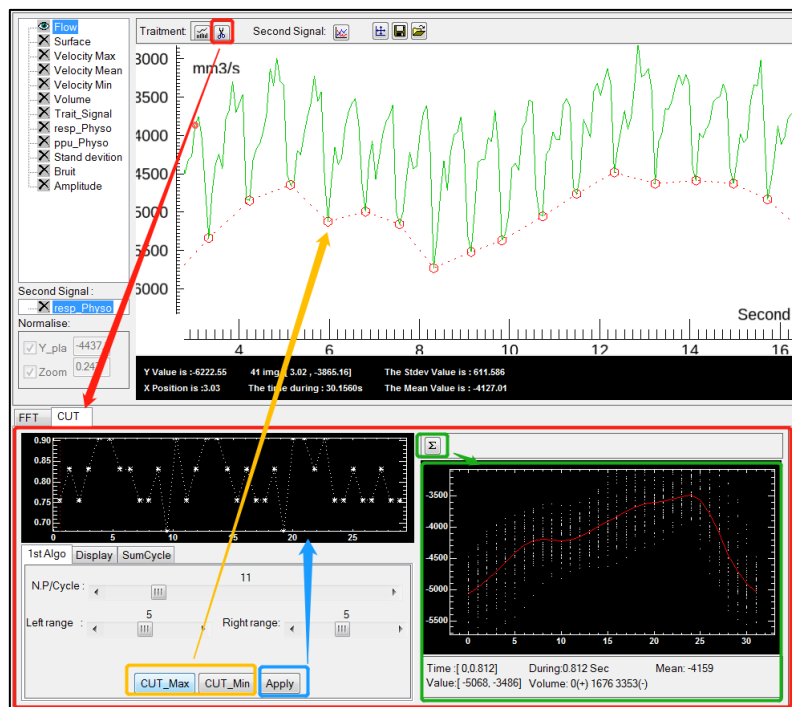 Flow
Surface
Velocity Max
Velocity Mean
Velocity Min
Volume
Trait_Signal
resp_Physo
ppu_Physo
Stand devition
Bruit
Amplitude
Second Signal :
resp_Physo
Normalise:
Y_pla -4437
Zoom 0.247
Traitment: Second Signal:
mm3/s
3000
3500
4000
4500
5000
5500
6000
Second
4 6 8 10 12 14 16
Y Value is :-6222.55 41 img, [ 3.02 , -3865.16] The Stdev Value is : 611.586
X Position is :3.03 The time during : 30.1560s The Mean Value is : -4127.01
FFT CUT
0.90
0.85
0.80
0.75
0.70
0 5 10 15 20 25
1st Algo Display SumCycle
11
N.P/Cycle :
5 5
Left range : Right range:
CUT_Max CUT_Min Apply
Σ
-3500
-4000
-4500
-5000
-5500
0 5 10 15 20 25 30
Time :[ 0,0.812] During:0.812 Sec Mean: -4159
Value:[ -5068, -3486] Volume: 0(+) 1676 3353(-)